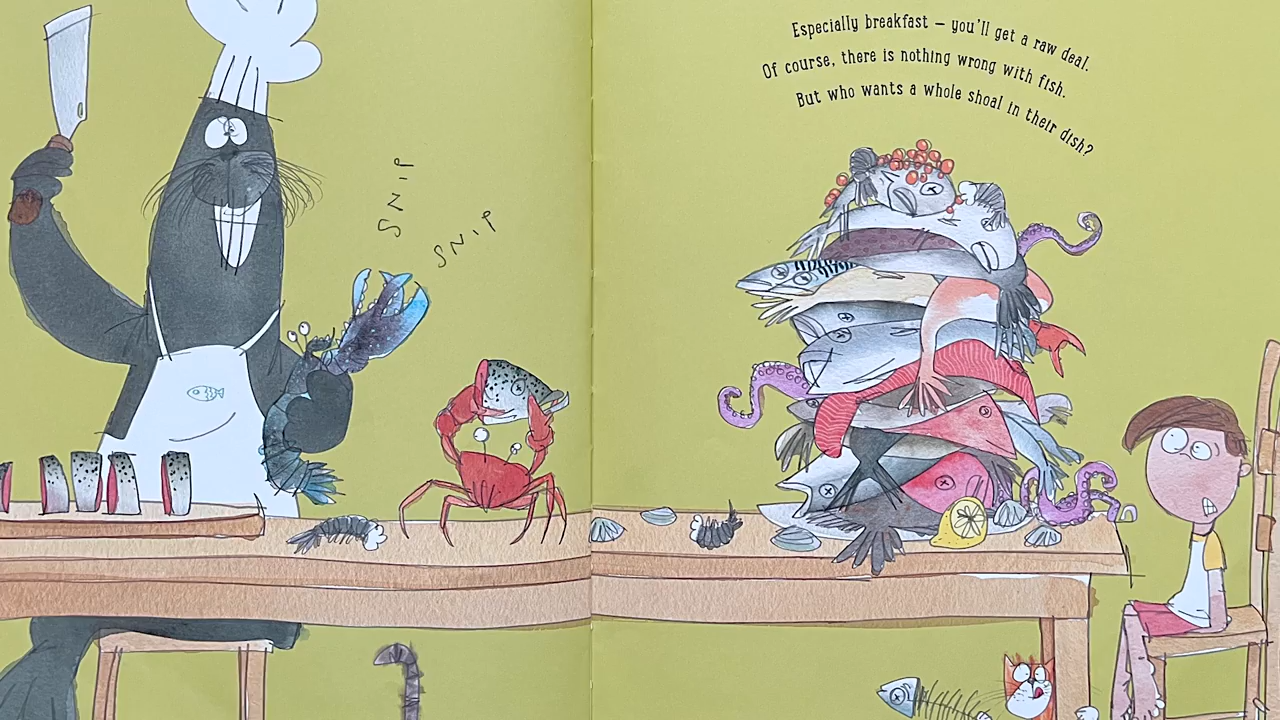 SNIP
SNIP
Especially breakfast – you'll get a raw deal.
Of course, there is nothing wrong with fish.
But who wants a whole shoal in their dish?